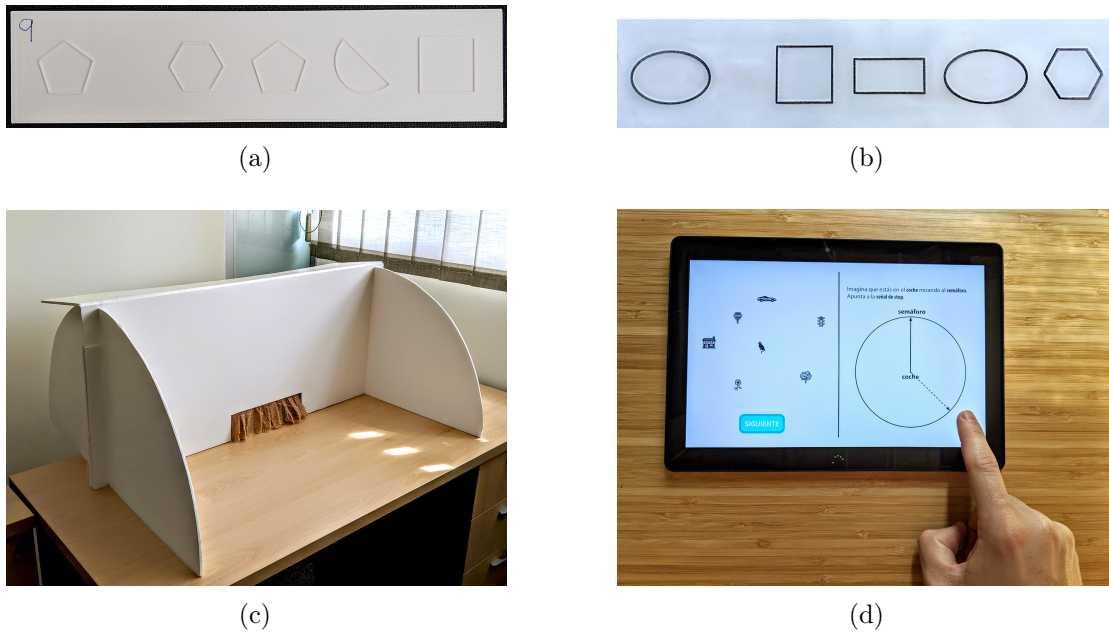 9
(a)
(b)
(c)
Imagina que estás en el coche mirando al semáforo.
Apunta a la señal de stop.
semáforo
coche
SIGUIENTE
(d)